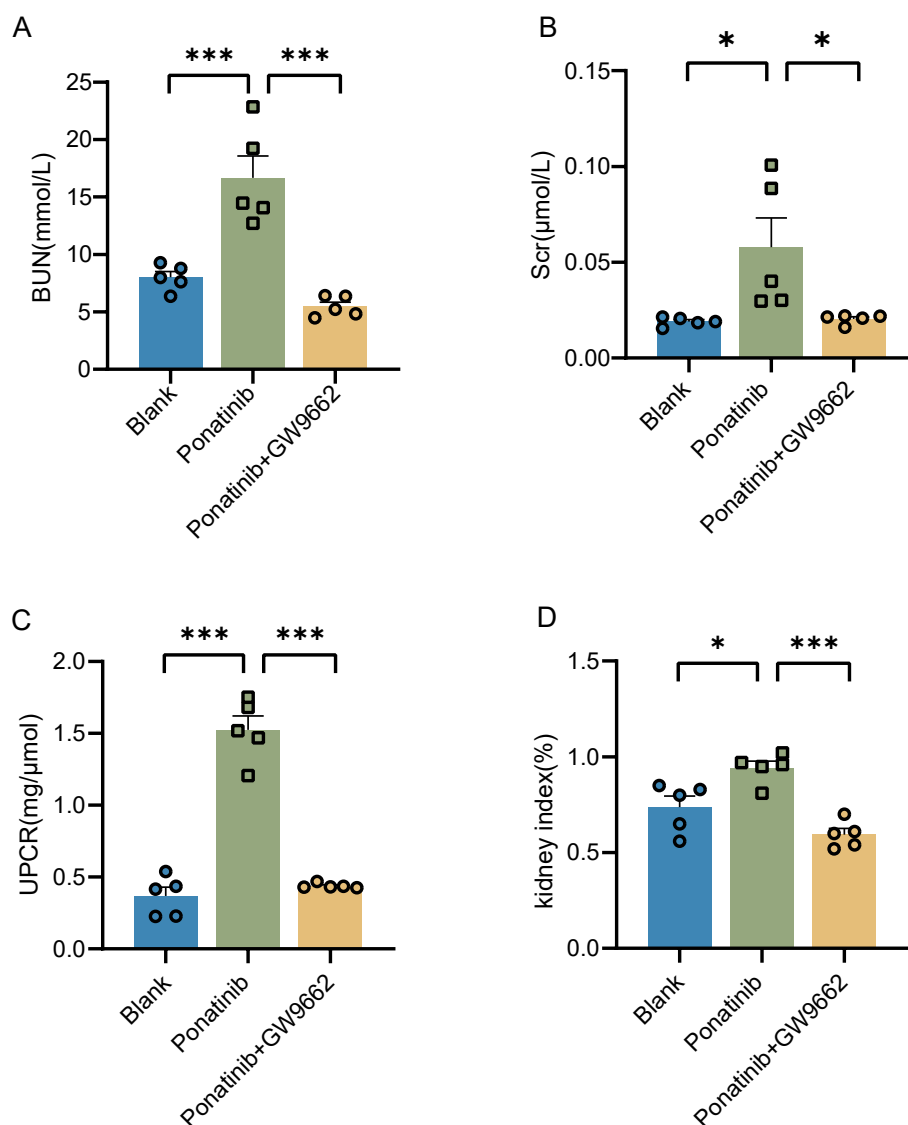 A
*** ***
25
20
15
10
5
0
BUN(mmol/L)
Blank
Ponatinib
Ponatinib+GW9662
B
* *
0.15
0.10
0.05
0.00
Scr(μmol/L)
Blank
Ponatinib
Ponatinib+GW9662
C
*** ***
2.0
1.5
1.0
0.5
0.0
UPCR(mg/μmol)
Blank
Ponatinib
Ponatinib+GW9662
D
* ***
1.5
1.0
0.5
0.0
kidney index(%)
Blank
Ponatinib
Ponatinib+GW9662